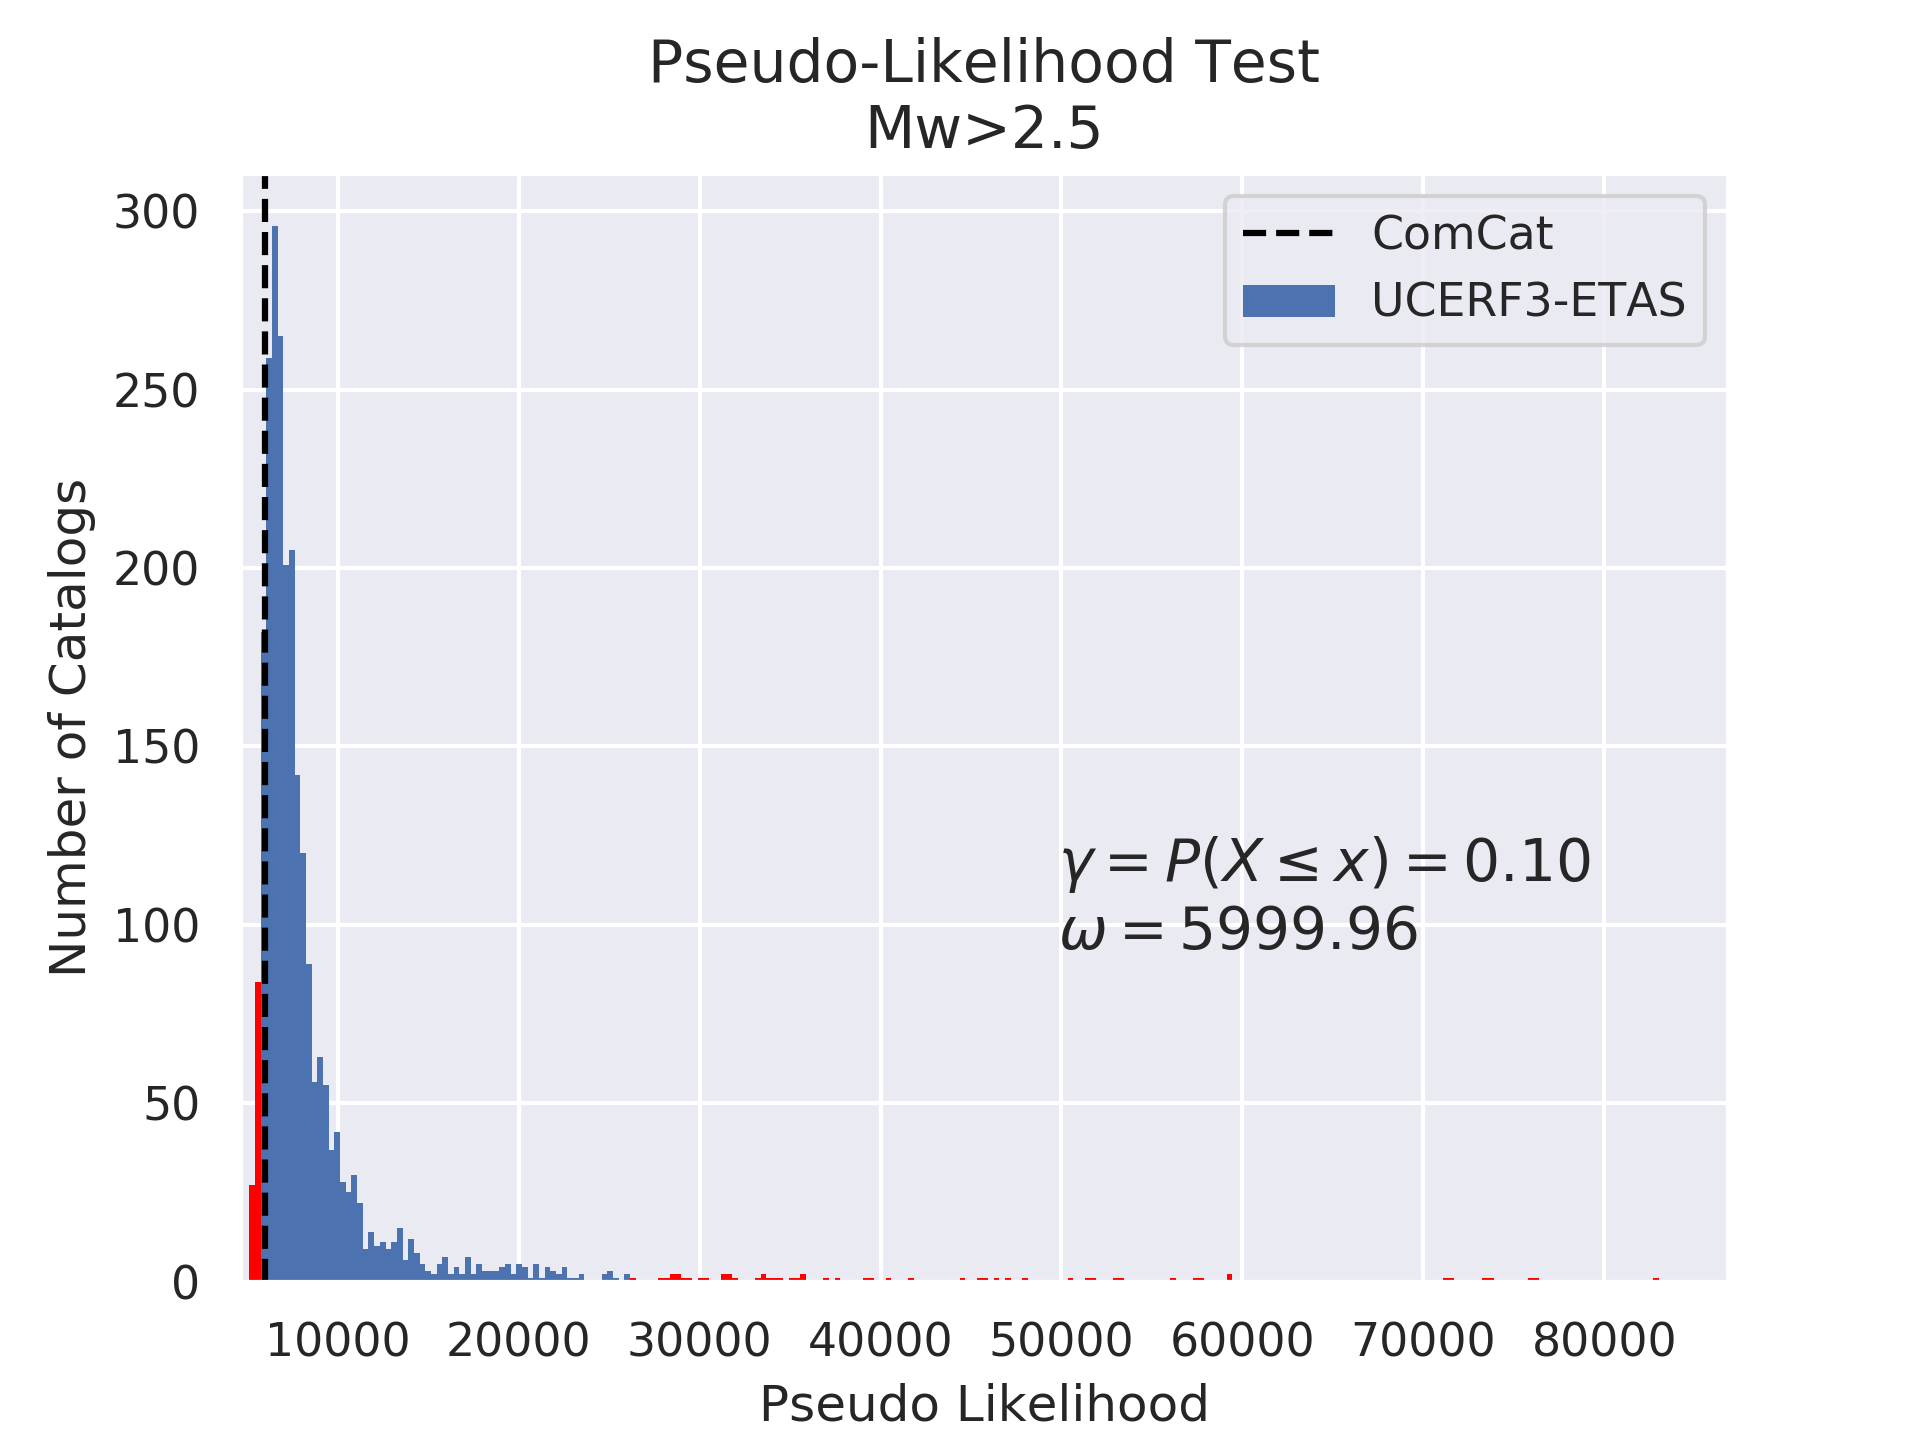 Pseudo-Likelihood Test
Mw>2.5
300
250
200
150
100
50
0
Number of Catalogs
ComCat
UCERF3-ETAS
γ = P(X ≤ x) = 0.10
ω = 5999.96
10000 20000 30000 40000 50000 60000 70000 80000
Pseudo Likelihood